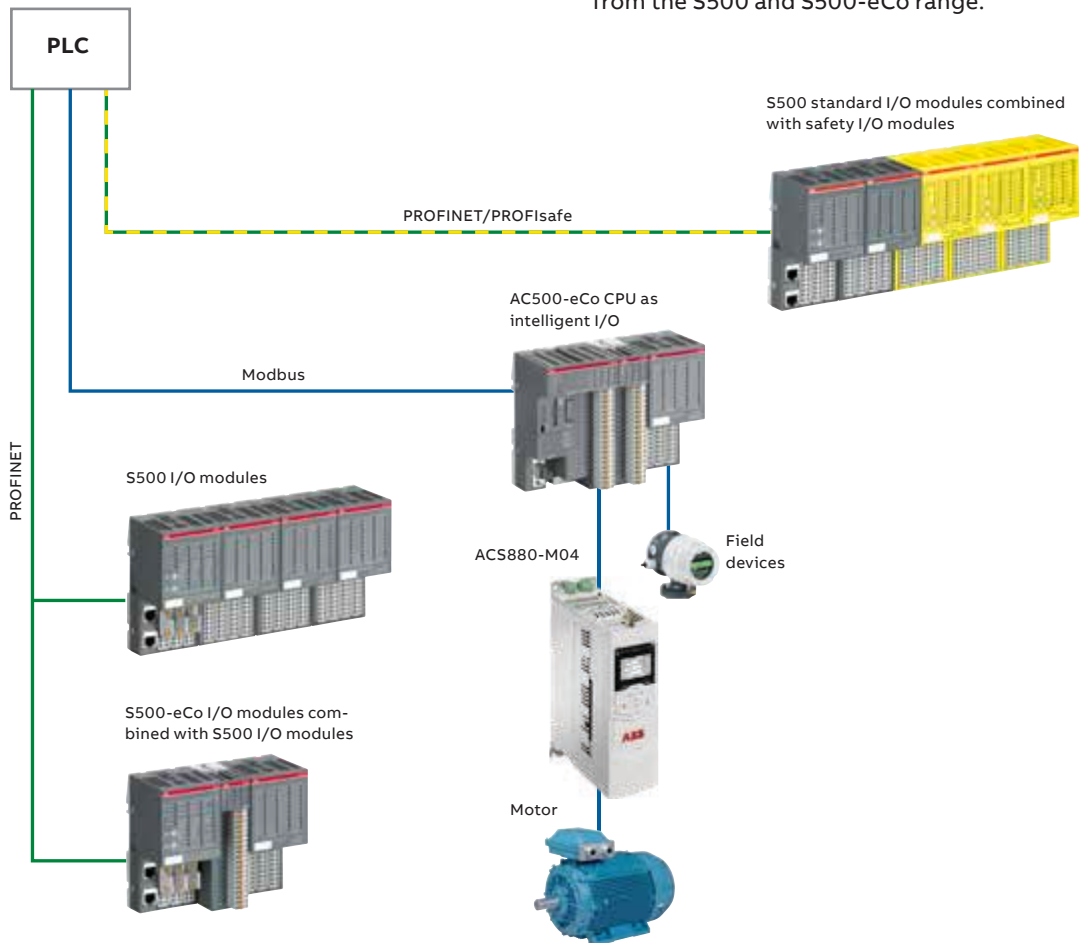 from the S500 and S500-eCo range.
PLC
S500 standard I/O modules combined
with safety I/O modules
PROFINET/PROFIsafe
AC500-eCo CPU as
intelligent I/O
Modbus
PROFINET
S500 I/O modules
ACS880-M04
Field
devices
ABB
S500-eCo I/O modules com-
bined with S500 I/O modules
Motor